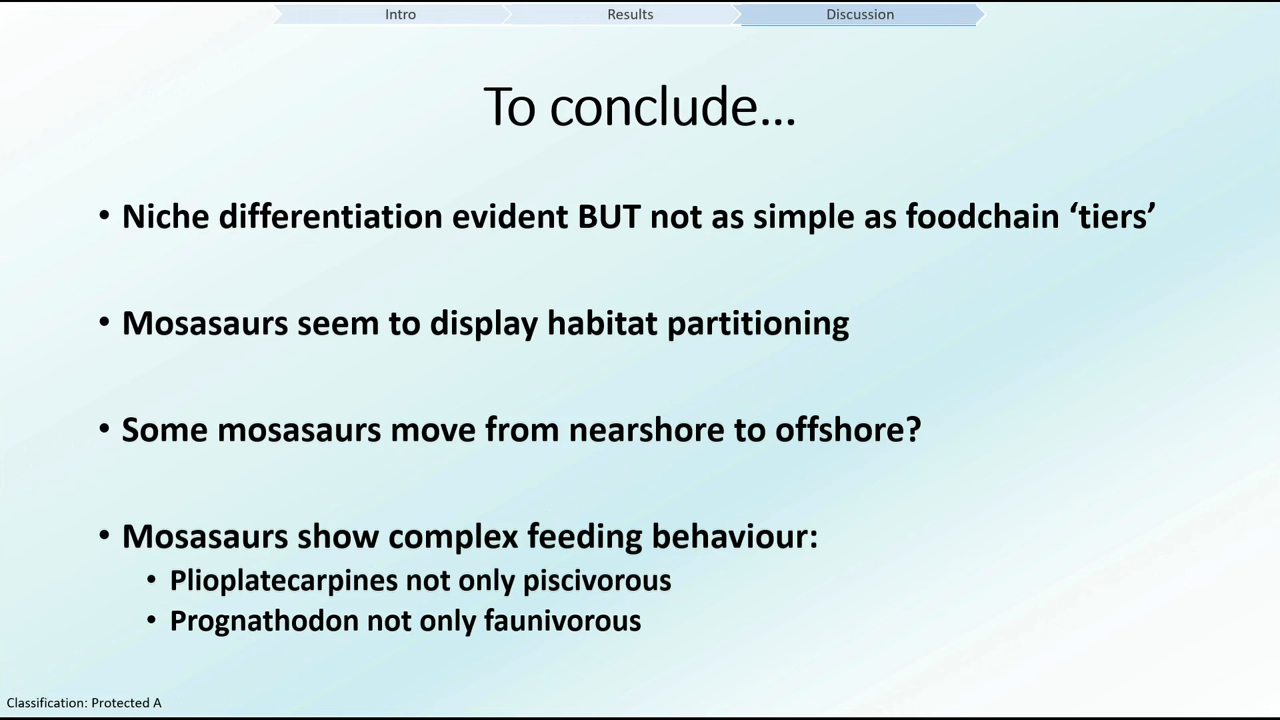 Intro
Results
Discussion
To conclude...
• Niche differentiation evident BUT not as simple as foodchain ‘tiers’
• Mosasaurs seem to display habitat partitioning
• Some mosasaurs move from nearshore to offshore?
• Mosasaurs show complex feeding behaviour:
• Plioplatecarpines not only piscivorous
• Prognathodon not only faunivorous
Classification: Protected A